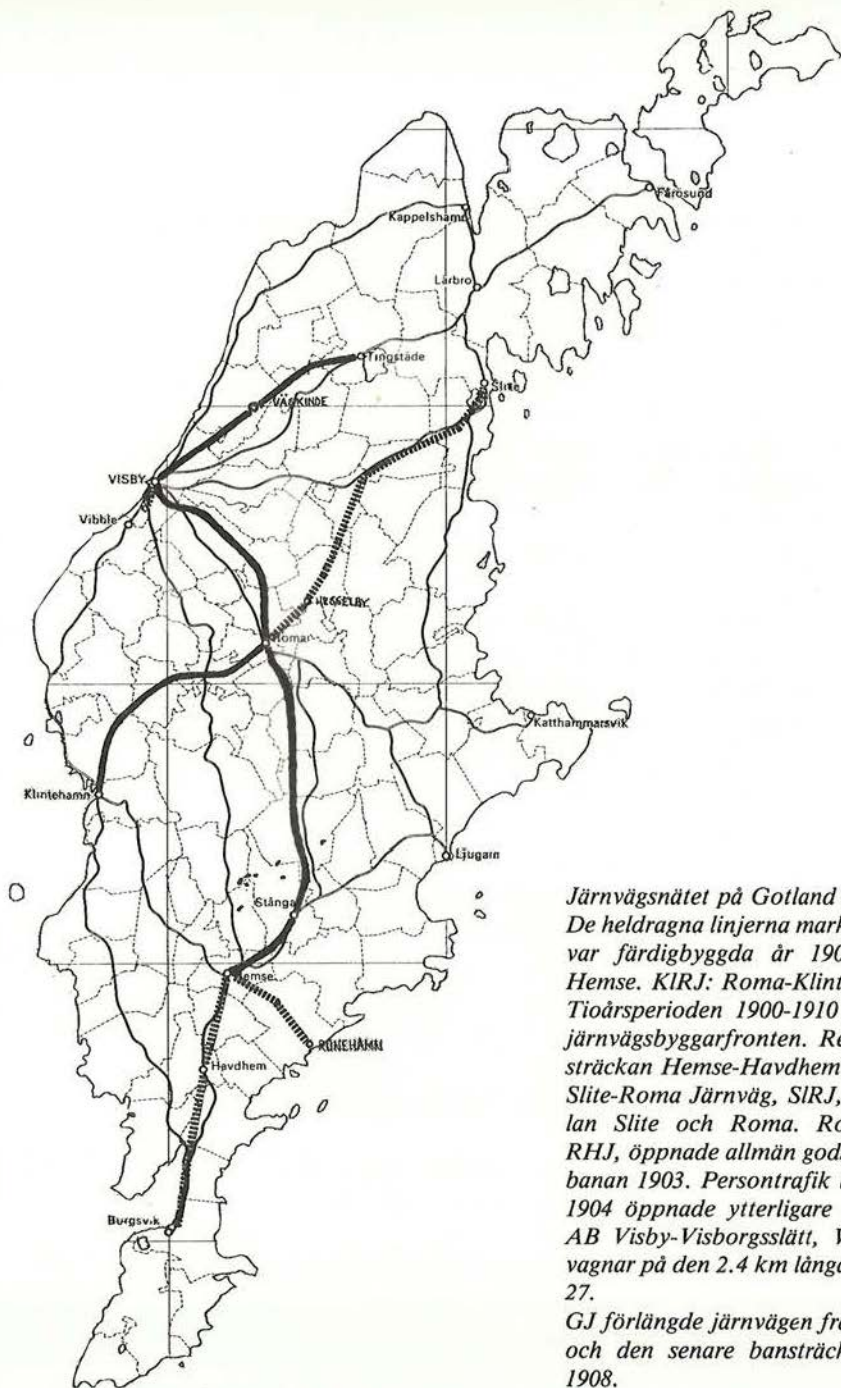 Fårösund
Kappelshamn
Lärbro
Tingstäde
Slite
VÄSKINDE
VISBY
Vibble
HESSELBY
Roma
Katthammarsvik
Klintehamn
Ljugarn
Stånga
Hemse
RONEHAMN
Havdhem
Burgsvik
Järnvägsnätet på Gotland
De heldragna linjerna mark
var färdigbyggda år 190
Hemse. KlRJ: Roma-Klint
Tioårsperioden 1900-1910
järnvägsbyggarfronten. Re
sträckan Hemse-Havdhem
Slite-Roma Järnväg, SlRJ,
lan Slite och Roma. Ro
RHJ, öppnade allmän gods
banan 1903. Persontrafik
1904 öppnade ytterligare
AB Visby-Visborgsslätt, V
vagnar på den 2.4 km långa
27.
GJ förlängde järnvägen fra
och den senare bansträck
1908.